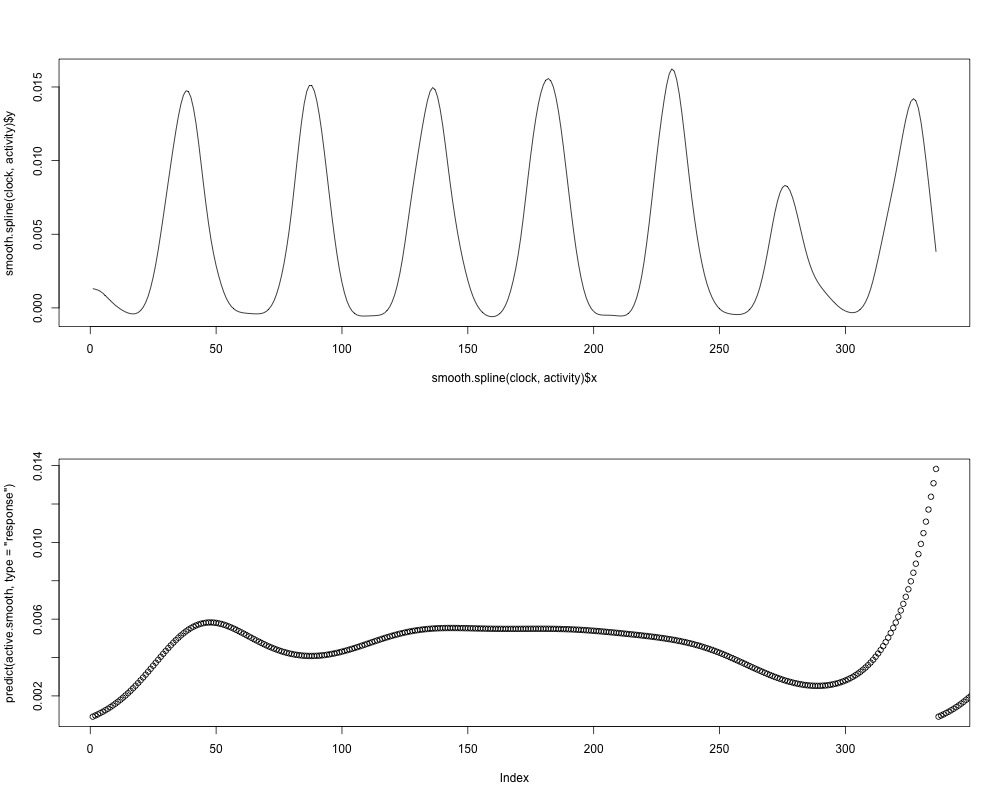 smooth.spline(clock, activity)$y
0.015
0.010
0.005
0.000
0 50 100 150 200 250 300
smooth.spline(clock, activity)$x
predict(active.smooth, type = "response")
0.014
0.010
0.006
0.002
0 50 100 150 200 250 300
Index